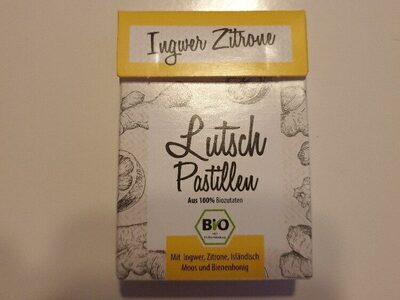 Ingwer Zitrone
Lutsch
Pastillen
Aus 100% Biozutaten
BiO
Mit Ingwer, Zitrone, Isländisch
Moos und Bienenhonig